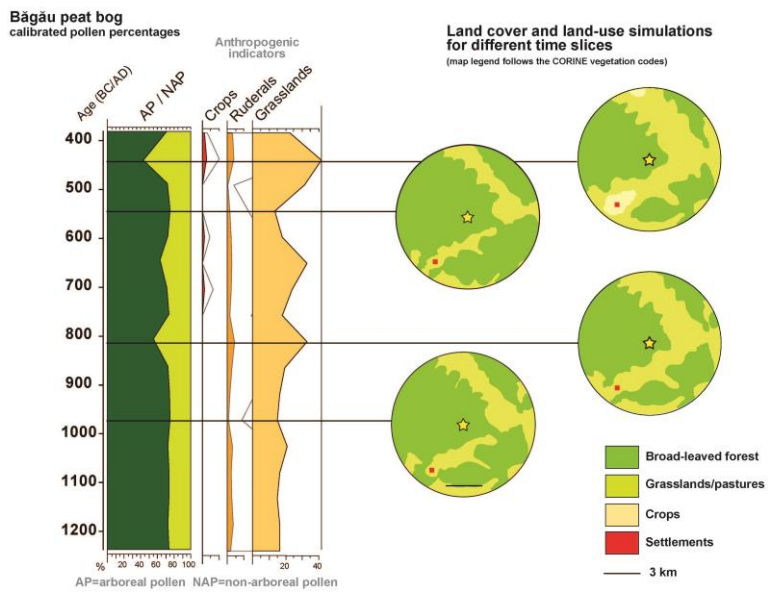 Băgău peat bog
calibrated pollen percentages
Land cover and land-use simulations
for different time slices
(map legend follows the CORINE vegetation codes)
Anthropogenic
indicators
Age (BC/AD)
AP / NAP
Crops
Ruderals
Grasslands
400
500
600
700
800
900
1000
1100
1200
% 20 40 60 80 100
20 40
AP=arboreal pollen NAP=non-arboreal pollen
Broad-leaved forest
Grasslands/pastures
Crops
Settlements
3 km